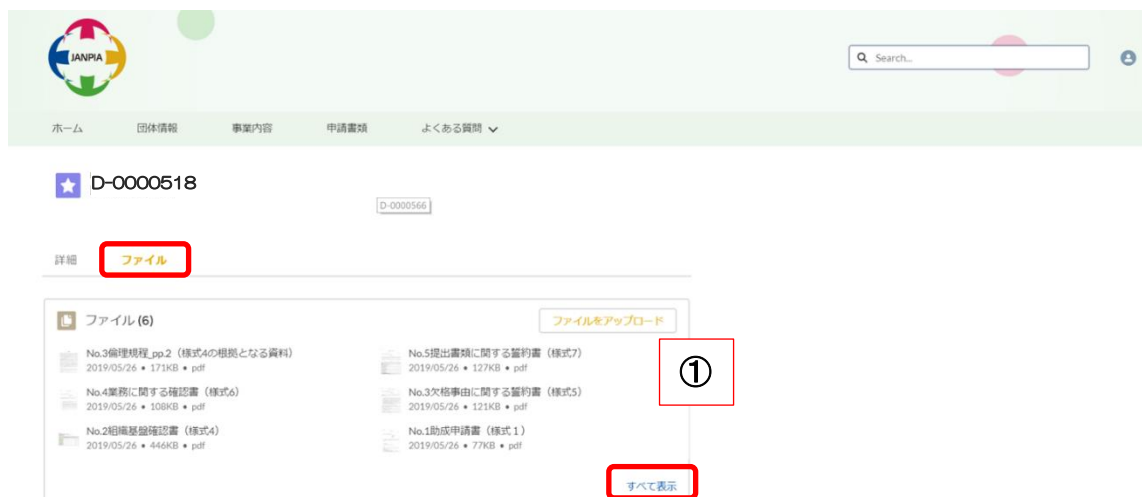 JANPIA
Search...
ホーム 団体情報 事業内容 申請書類 よくある質問
D-0000518
D-0000566
詳細 ファイル
ファイル (6) ファイルをアップロード
No.3倫理規程_pp.2（様式4の根拠となる資料） No.5提出書類に関する誓約書（様式7）
2019/05/26 • 171KB • pdf 2019/05/26 • 127KB • pdf
①
No.4業務に関する確認書（様式6） No.3欠格事由に関する誓約書（様式5）
2019/05/26 • 108KB • pdf 2019/05/26 • 121KB • pdf
No.2組織基盤確認書（様式4） No.1助成申請書（様式１）
2019/05/26 • 446KB • pdf 2019/05/26 • 77KB • pdf
すべて表示